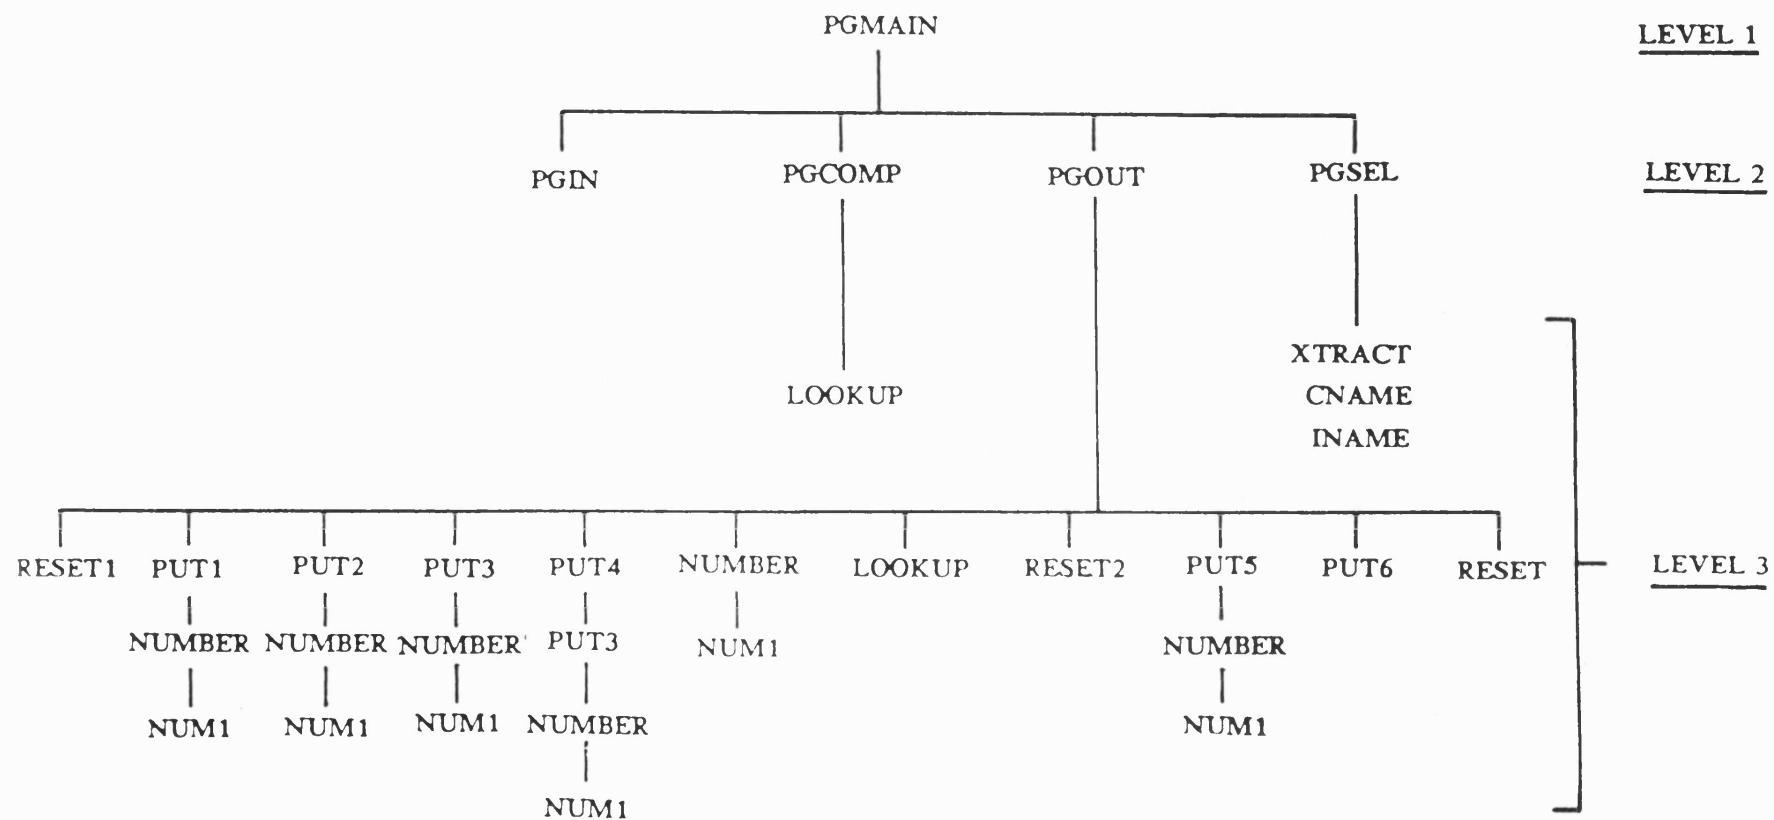 PGMAIN LEVEL 1
PGIN PGCOMP PGOUT PGSEL LEVEL 2
XTRACT
LOOKUP CNAME
INAME
RESET1 PUT1 PUT2 PUT3 PUT4 NUMBER LOOKUP RESET2 PUT5 PUT6 RESET LEVEL 3
NUMBER NUMBER NUMBER PUT3 NUM1 NUMBER
NUM1 NUM1 NUM1 NUMBER NUM1
NUM1